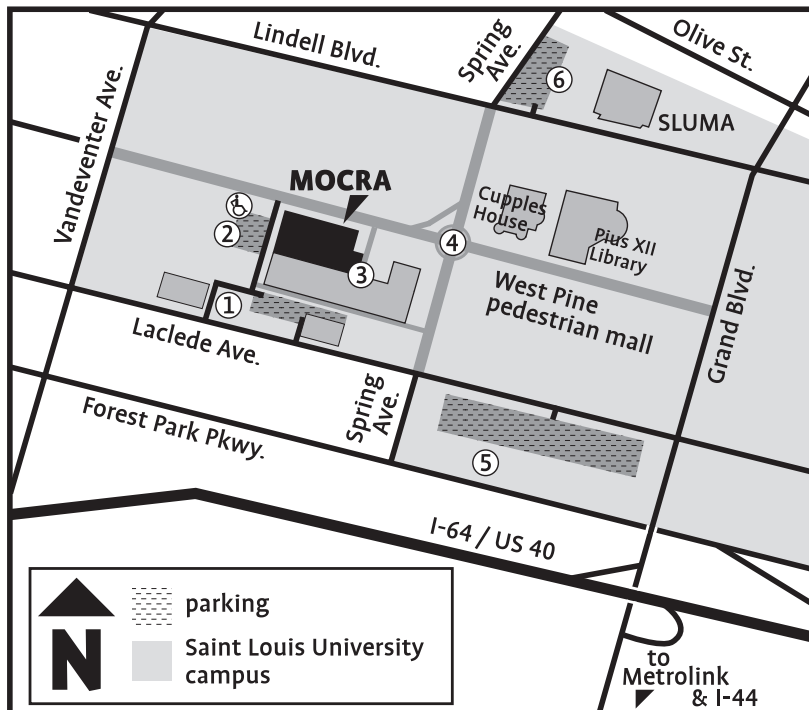 Lindell Blvd.
Spring
Ave.
Olive St.
6
SLUMA
Vandeventer Ave.
MOCRA
2
3
4
Cupples
House
Pius XII
Library
1
West Pine
pedestrian mall
Grand Blvd.
Laclede Ave.
Spring
Ave.
Forest Park Pkwy.
5
I-64 / US 40
parking
N
Saint Louis University
campus
to
Metrolink
& I-44